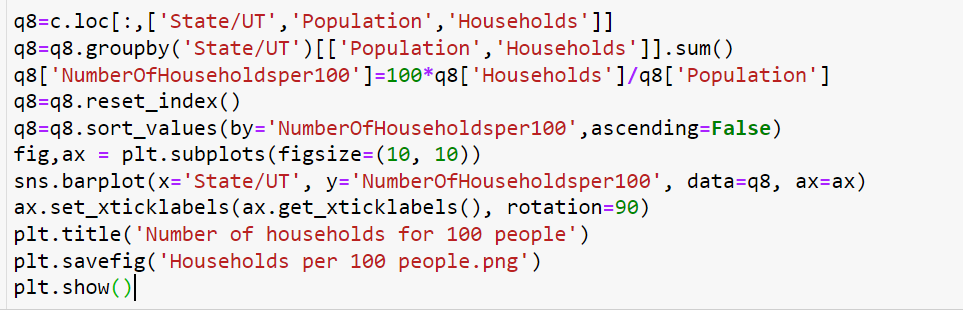 q8=c.loc[:,['State/UT','Population','Households']]
q8=q8.groupby('State/UT')[['Population','Households']].sum()
q8['NumberOfHouseholdsper100']=100*q8['Households']/q8['Population']
q8=q8.reset_index()
q8=q8.sort_values(by='NumberOfHouseholdsper100',ascending=False)
fig,ax = plt.subplots(figsize=(10, 10))
sns.barplot(x='State/UT', y='NumberOfHouseholdsper100', data=q8, ax=ax)
ax.set_xticklabels(ax.get_xticklabels(), rotation=90)
plt.title('Number of households for 100 people')
plt.savefig('Households per 100 people.png')
plt.show()